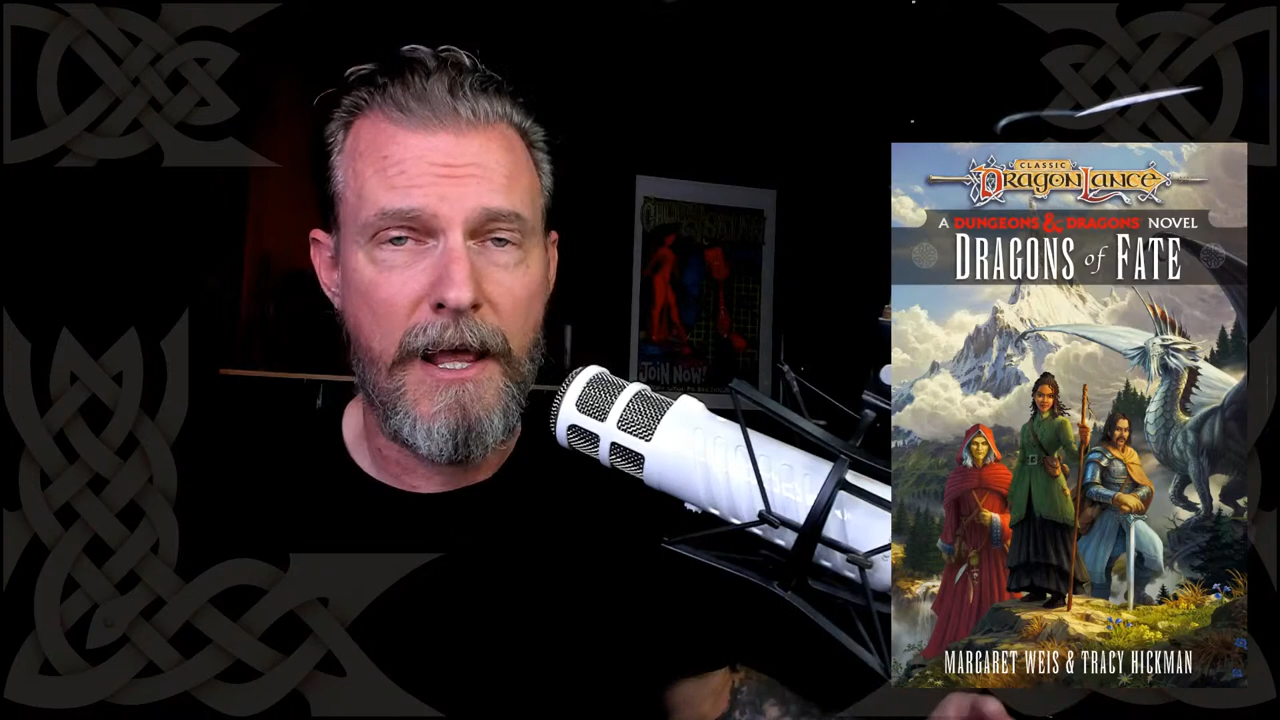 JOIN NOW!
CLASSIC
DRAGONLANCE
A DUNGEONS & DRAGONS NOVEL
DRAGONS of FATE
MARGARET WEIS & TRACY HICKMAN